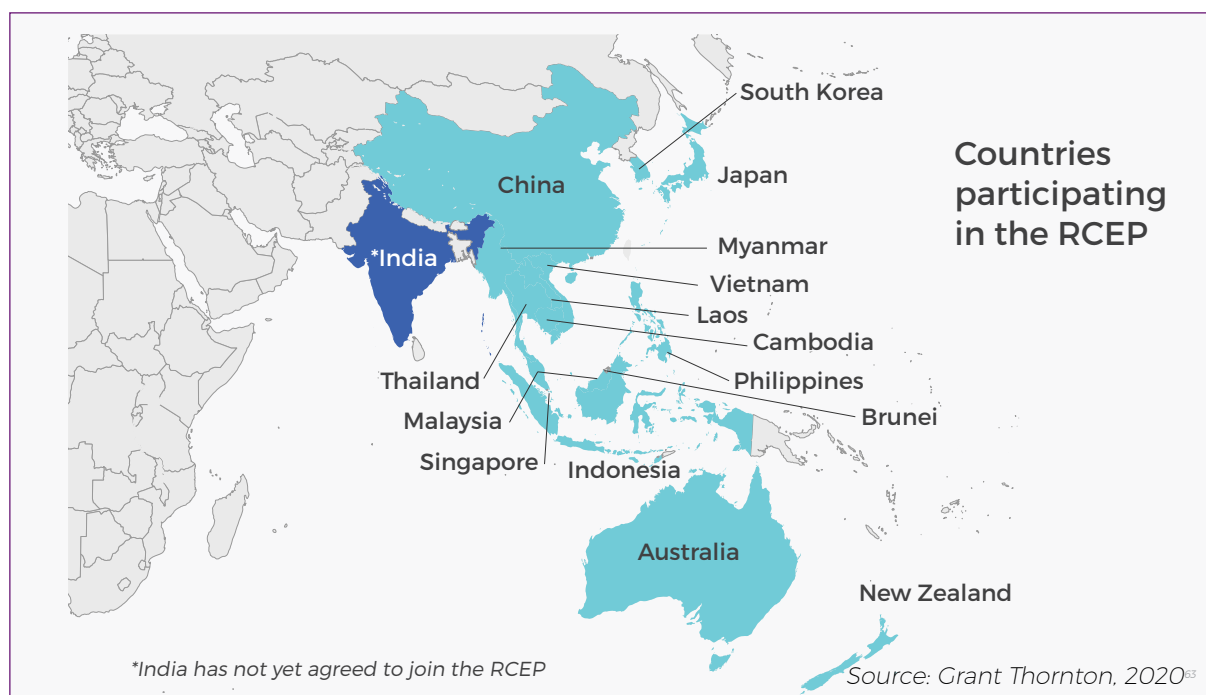 South Korea
Countries
participating
in the RCEP
China
Japan
Myanmar
*India
Vietnam
Laos
Cambodia
Thailand
Philippines
Malaysia
Brunei
Singapore
Indonesia
Australia
New Zealand
*India has not yet agreed to join the RCEP
Source: Grant Thornton, 2020 63